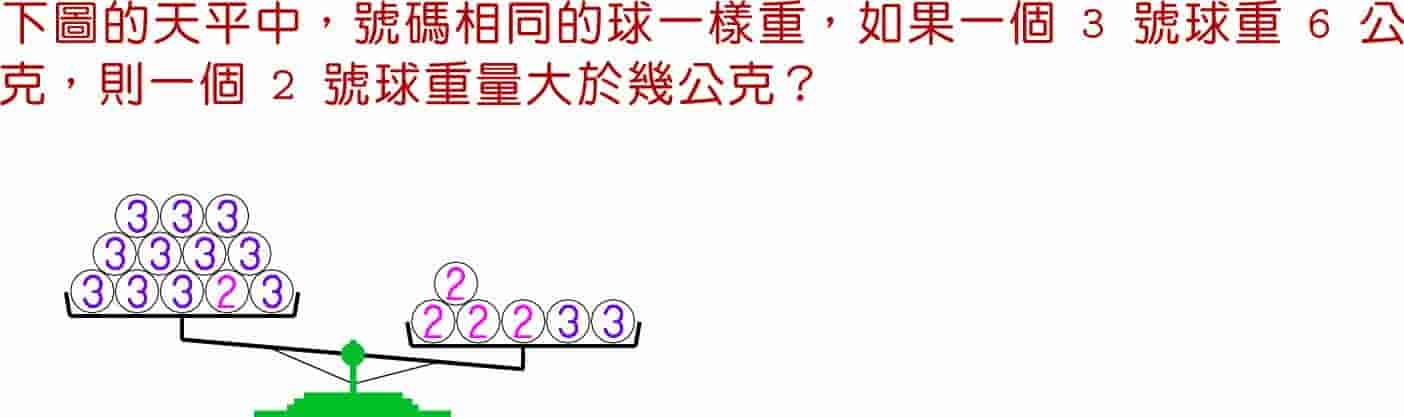 下圖的天平中，號碼相同的球一樣重，如果一個 3 號球重 6 公
克，則一個 2 號球重量大於幾公克？
3 3 3
3 3 3 3
3 3 3 2 3
2
2 2 2 3 3